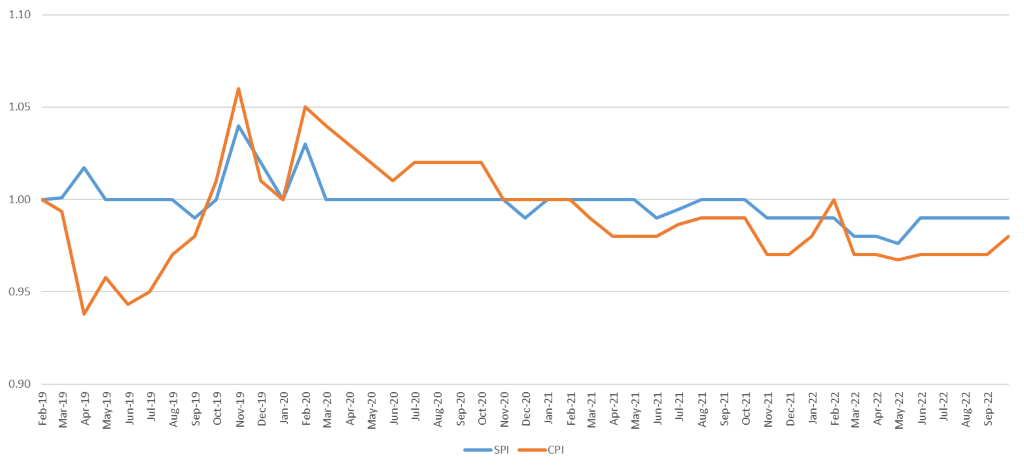 1.10
1.05
1.00
0.95
0.90
Feb-19 Mar-19 Apr-19 May-19 Jun-19 Jul-19 Aug-19 Sep-19 Oct-19 Nov-19 Dec-19 Jan-20 Feb-20 Mar-20 Apr-20 May-20 Jun-20 Jul-20 Aug-20 Sep-20 Oct-20 Nov-20 Dec-20 Jan-21 Feb-21 Mar-21 Apr-21 May-21 Jun-21 Jul-21 Aug-21 Sep-21 Oct-21 Nov-21 Dec-21 Jan-22 Feb-22 Mar-22 Apr-22 May-22 Jun-22 Jul-22 Aug-22 Sep-22
SPI CPI